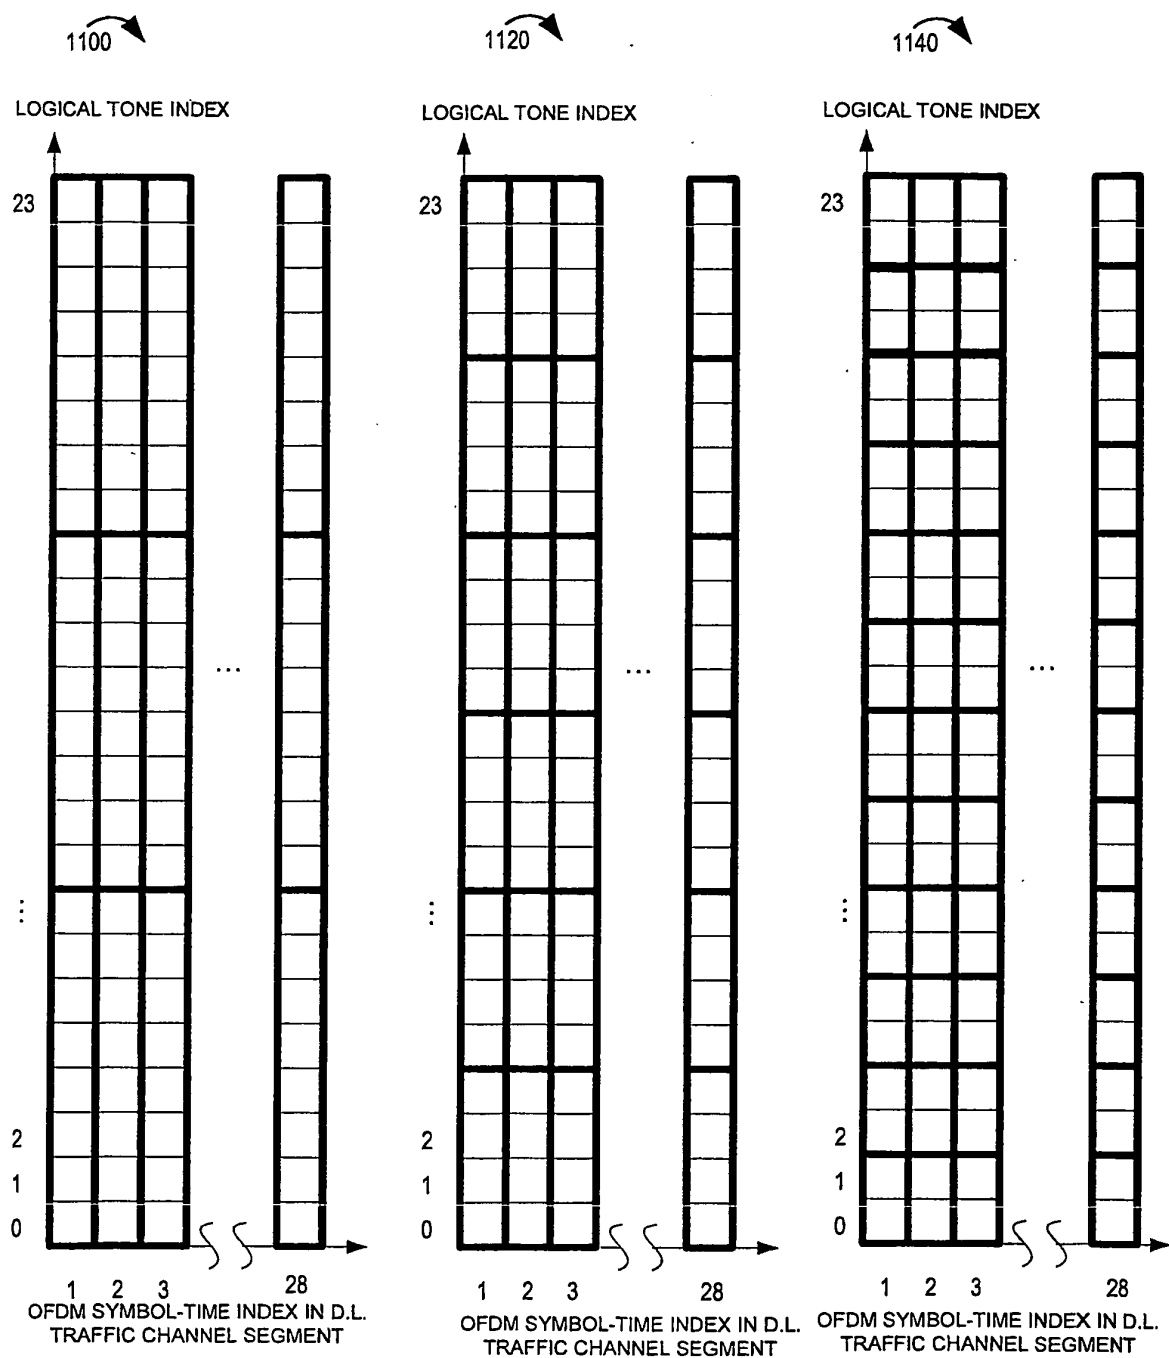 1100
LOGICAL TONE INDEX
23
...
...
2
1
0
1 2 3 28
OFDM SYMBOL-TIME INDEX IN D.L.
TRAFFIC CHANNEL SEGMENT
1120
LOGICAL TONE INDEX
23
...
...
2
1
0
1 2 3 28
OFDM SYMBOL-TIME INDEX IN D.L.
TRAFFIC CHANNEL SEGMENT
1140
LOGICAL TONE INDEX
23
...
...
2
1
0
1 2 3 28
OFDM SYMBOL-TIME INDEX IN D.L.
TRAFFIC CHANNEL SEGMENT